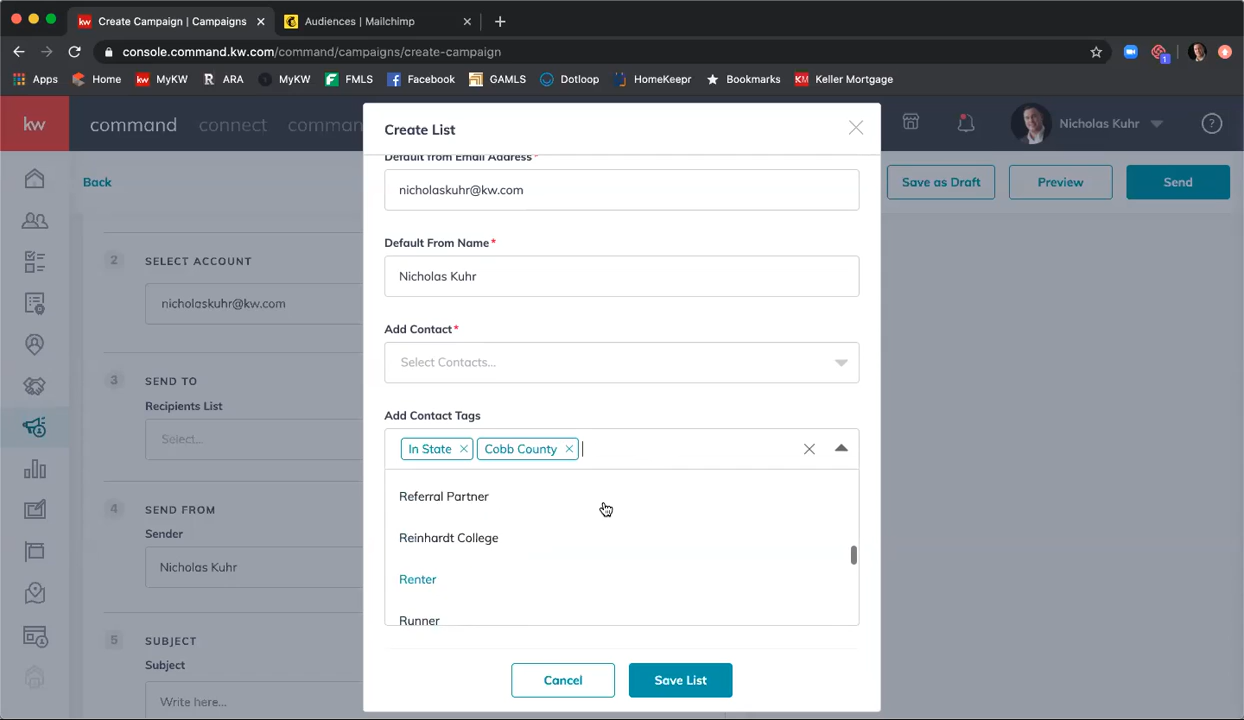 Create Campaign | Campaigns
Audiences | Mailchimp
console.command.kw.com/command/campaigns/create-campaign
Apps
Home
kw
MyKW
R
ARA
MyKW
FMLS
Facebook
GAMLS
Dotloop
HomeKeepr
Bookmarks
KM
Keller Mortgage
kw
command
connect
comman
Nicholas Kuhr
?
Back
Save as Draft
Preview
Send
2
SELECT ACCOUNT
nicholaskuhr@kw.com
3
SEND TO
Recipients List
Select...
4
SEND FROM
Sender
Nicholas Kuhr
5
SUBJECT
Subject
Write here...
Create List
Default from Email Address*
nicholaskuhr@kw.com
Default From Name*
Nicholas Kuhr
Add Contact*
Select Contacts...
Add Contact Tags
In State × Cobb County ×
Referral Partner
Reinhardt College
Renter
Runner
Cancel
Save List